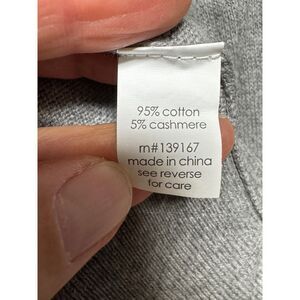 95% cotton
5% cashmere
rn#139167
made in china
see reverse
for care